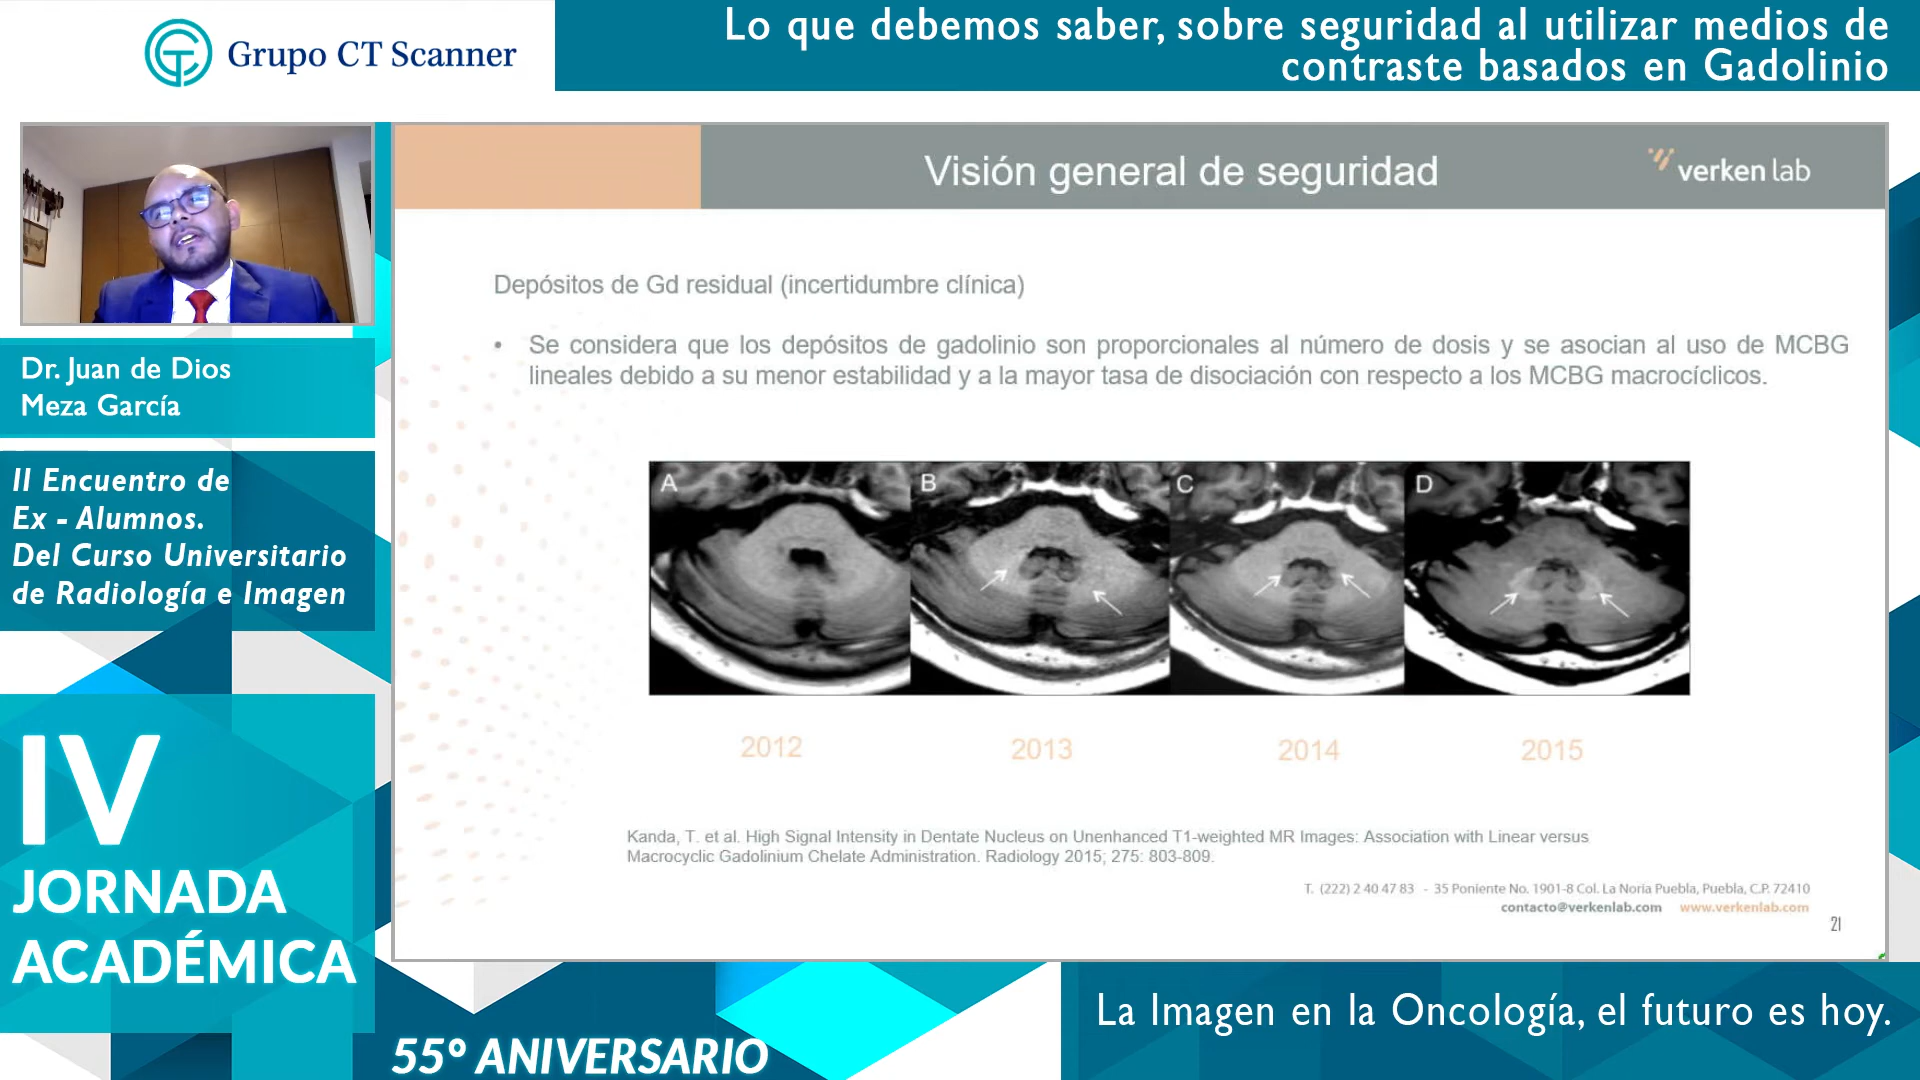 Grupo CT Scanner
Lo que debemos saber, sobre seguridad al utilizar medios de
contraste basados en Gadolinio
Visión general de seguridad
verken lab
Depósitos de Gd residual (incertidumbre clínica)
• Se considera que los depósitos de gadolinio son proporcionales al número de dosis y se asocian al uso de MCBG
lineales debido a su menor estabilidad y a la mayor tasa de disociación con respecto a los MCBG macrocíclicos.
A B C D
2012 2013 2014 2015
Kanda, T. et al. High Signal Intensity in Dentate Nucleus on Unenhanced T1-weighted MR Images: Association with Linear versus
Macrocyclic Gadolinium Chelate Administration. Radiology 2015; 275: 803-809.
T. (222) 2 40 47 83 - 35 Poniente No. 1901-8 Col. La Noria Puebla, Puebla, C.P. 72410
contacto@verkenlab.com www.verkenlab.com
21
Dr. Juan de Dios
Meza García
II Encuentro de
Ex - Alumnos.
Del Curso Universitario
de Radiología e Imagen
IV
JORNADA
ACADÉMICA
55° ANIVERSARIO
La Imagen en la Oncología, el futuro es hoy.